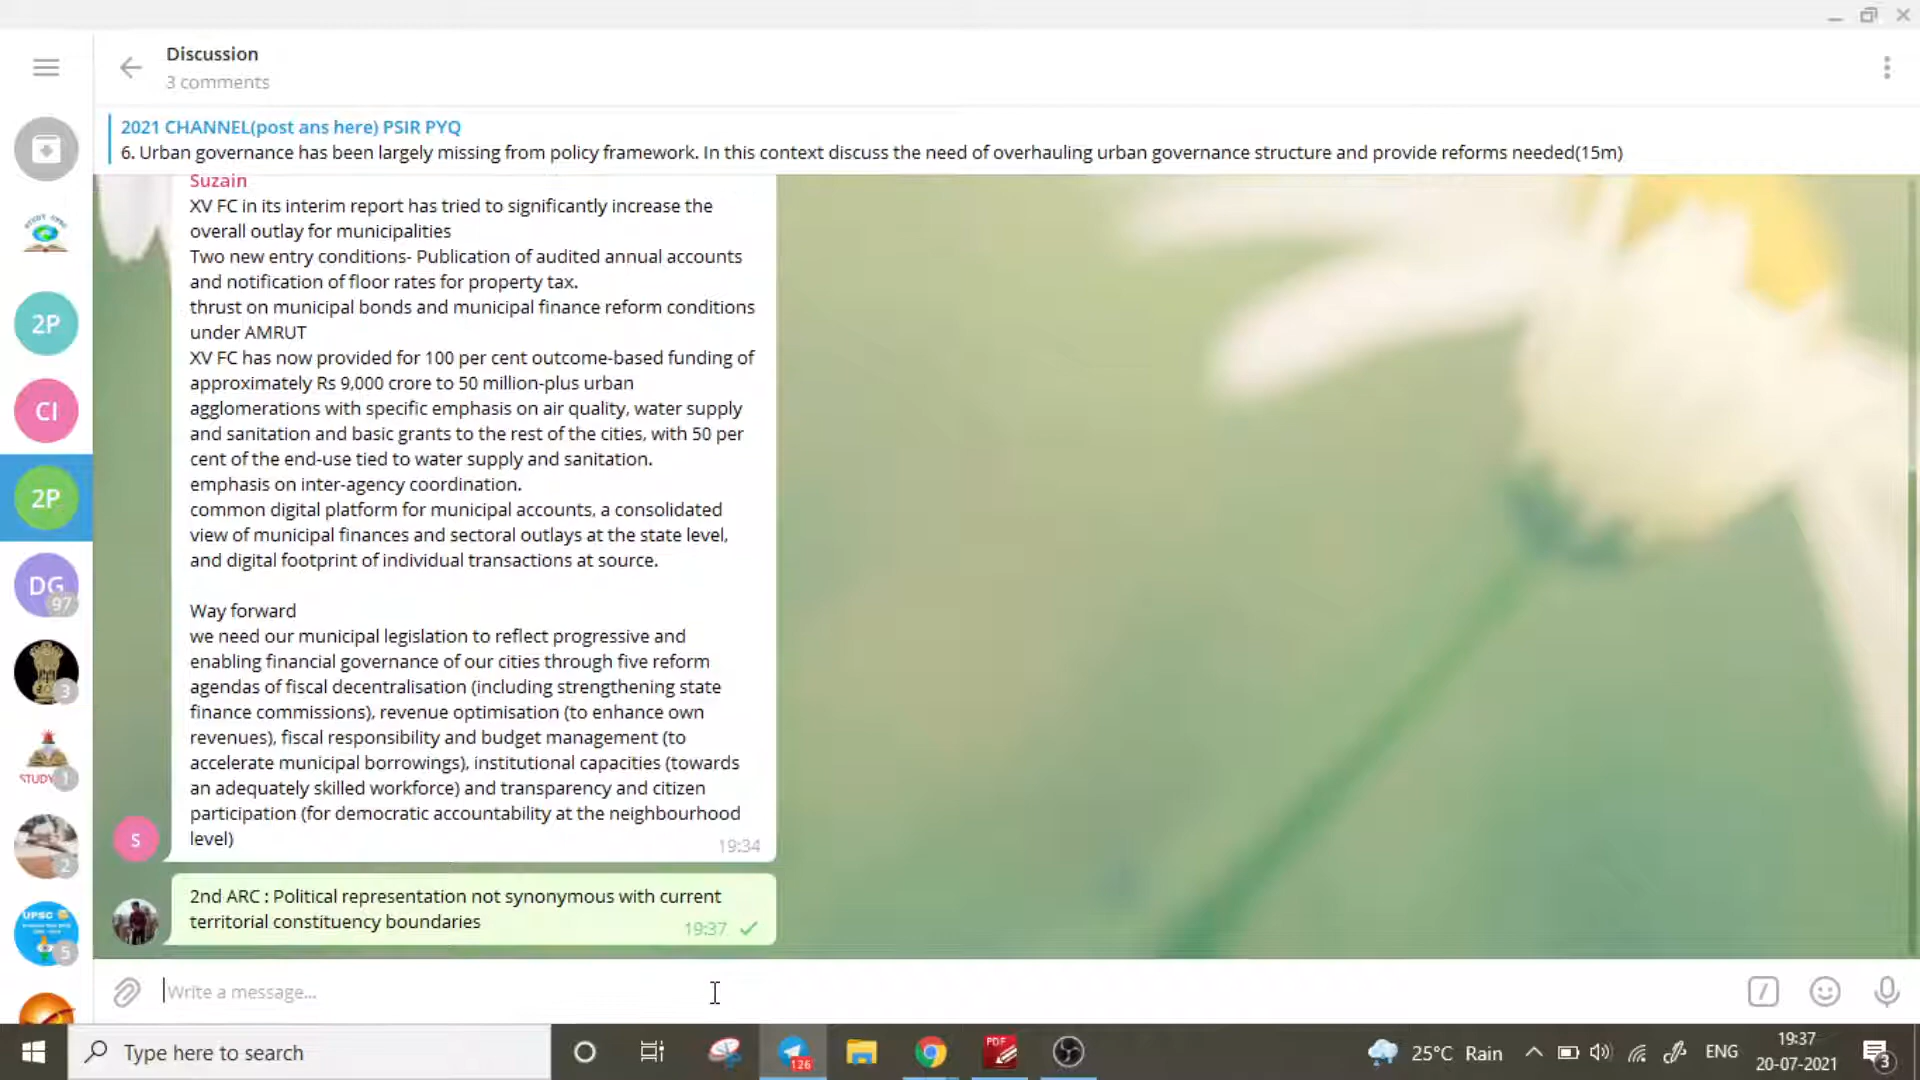 Discussion
3 comments
2021 CHANNEL(post ans here) PSIR PYQ
6. Urban governance has been largely missing from policy framework. In this context discuss the need of overhauling urban governance structure and provide reforms needed(15m)
Suzain
XV FC in its interim report has tried to significantly increase the
overall outlay for municipalities
Two new entry conditions- Publication of audited annual accounts
and notification of floor rates for property tax.
thrust on municipal bonds and municipal finance reform conditions
under AMRUT
XV FC has now provided for 100 per cent outcome-based funding of
approximately Rs 9,000 crore to 50 million-plus urban
agglomerations with specific emphasis on air quality, water supply
and sanitation and basic grants to the rest of the cities, with 50 per
cent of the end-use tied to water supply and sanitation.
emphasis on inter-agency coordination.
common digital platform for municipal accounts, a consolidated
view of municipal finances and sectoral outlays at the state level,
and digital footprint of individual transactions at source.
Way forward
we need our municipal legislation to reflect progressive and
enabling financial governance of our cities through five reform
agendas of fiscal decentralisation (including strengthening state
finance commissions), revenue optimisation (to enhance own
revenues), fiscal responsibility and budget management (to
accelerate municipal borrowings), institutional capacities (towards
an adequately skilled workforce) and transparency and citizen
participation (for democratic accountability at the neighbourhood
level)
19:34
S
2nd ARC : Political representation not synonymous with current
territorial constituency boundaries
19:37
Write a message...
2P
CI
2P
DG
97
3
STUDY
1
2
UPSC
5
Type here to search
126
PDF
25°C Rain
ENG
19:37
20-07-2021
3